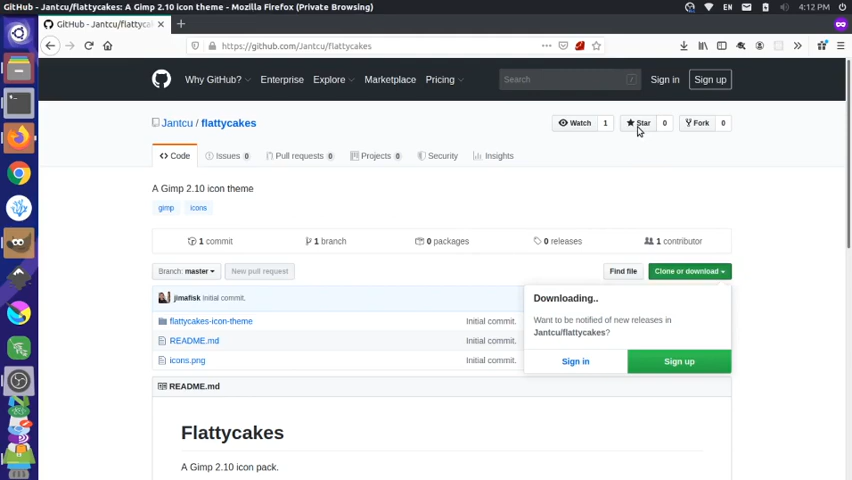 GitHub - Jantcu/flattycakes: A Gimp 2.10 icon theme - Mozilla Firefox (Private Browsing)
EN
4:12 PM
GitHub - Jantcu/flattyca
https://github.com/Jantcu/flattycakes
Why GitHub? Enterprise Explore Marketplace Pricing Search Sign in Sign up
Jantcu / flattycakes Watch 1 Star 0 Fork 0
Code Issues 0 Pull requests 0 Projects 0 Security Insights
A Gimp 2.10 icon theme
gimp icons
1 commit 1 branch 0 packages 0 releases 1 contributor
Branch: master New pull request Find file Clone or download
jimafisk Initial commit.
Downloading..
Want to be notified of new releases in
Jantcu/flattycakes?
Sign in Sign up
flattycakes-icon-theme Initial commit.
README.md Initial commit.
icons.png Initial commit.
README.md
Flattycakes
A Gimp 2.10 icon pack.